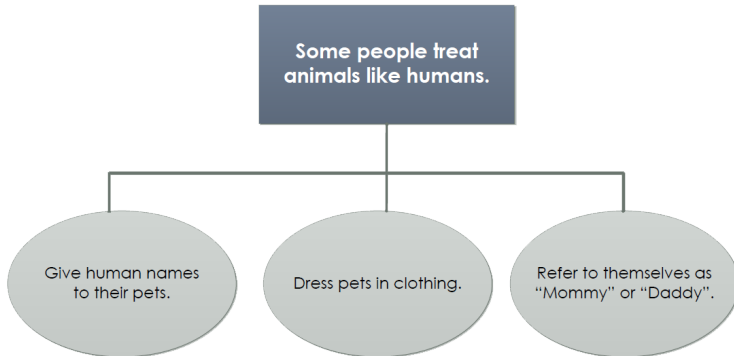 Some people treat
animals like humans.
Give human names
to their pets.
Dress pets in clothing.
Refer to themselves as
“Mommy” or “Daddy”.